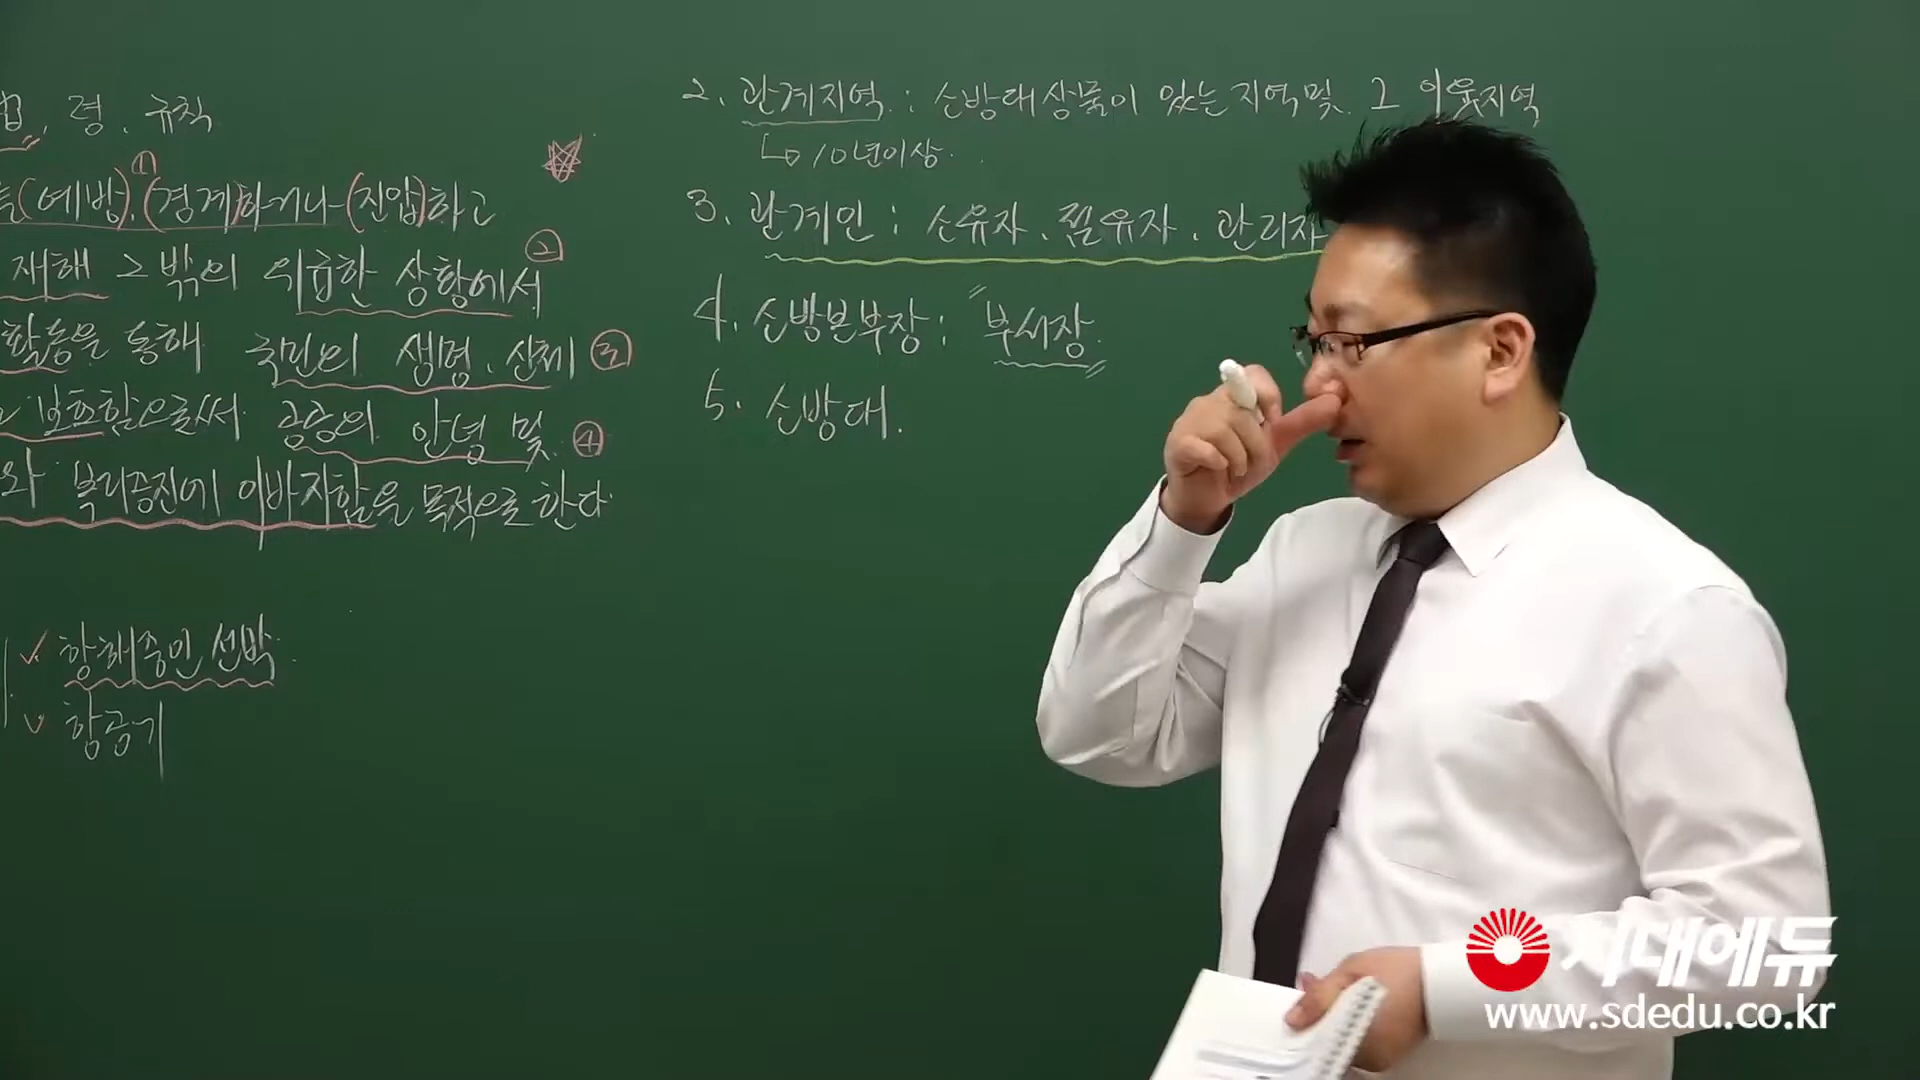 법, 령, 규칙
①
(예방), (경계)하거나 (진압)하고
재해 그 밖의 위급한 상황에서 ②
활동을 통해 국민의 생명, 신체 ③
보호함으로써 공공의 안녕 및 ④
와 복리증진에 이바지함을 목적으로 한다
✓ 항해중인 선박.
✓ 항공기
2. 관계지역 : 소방대상물이 있는 지역 및 그 이웃지역
↳ 10년이상.
3. 관계인 : 소유자, 점유자, 관리자
4. 소방본부장 : "부서장"
5. 소방대.
시대에듀
www.sdedu.co.kr